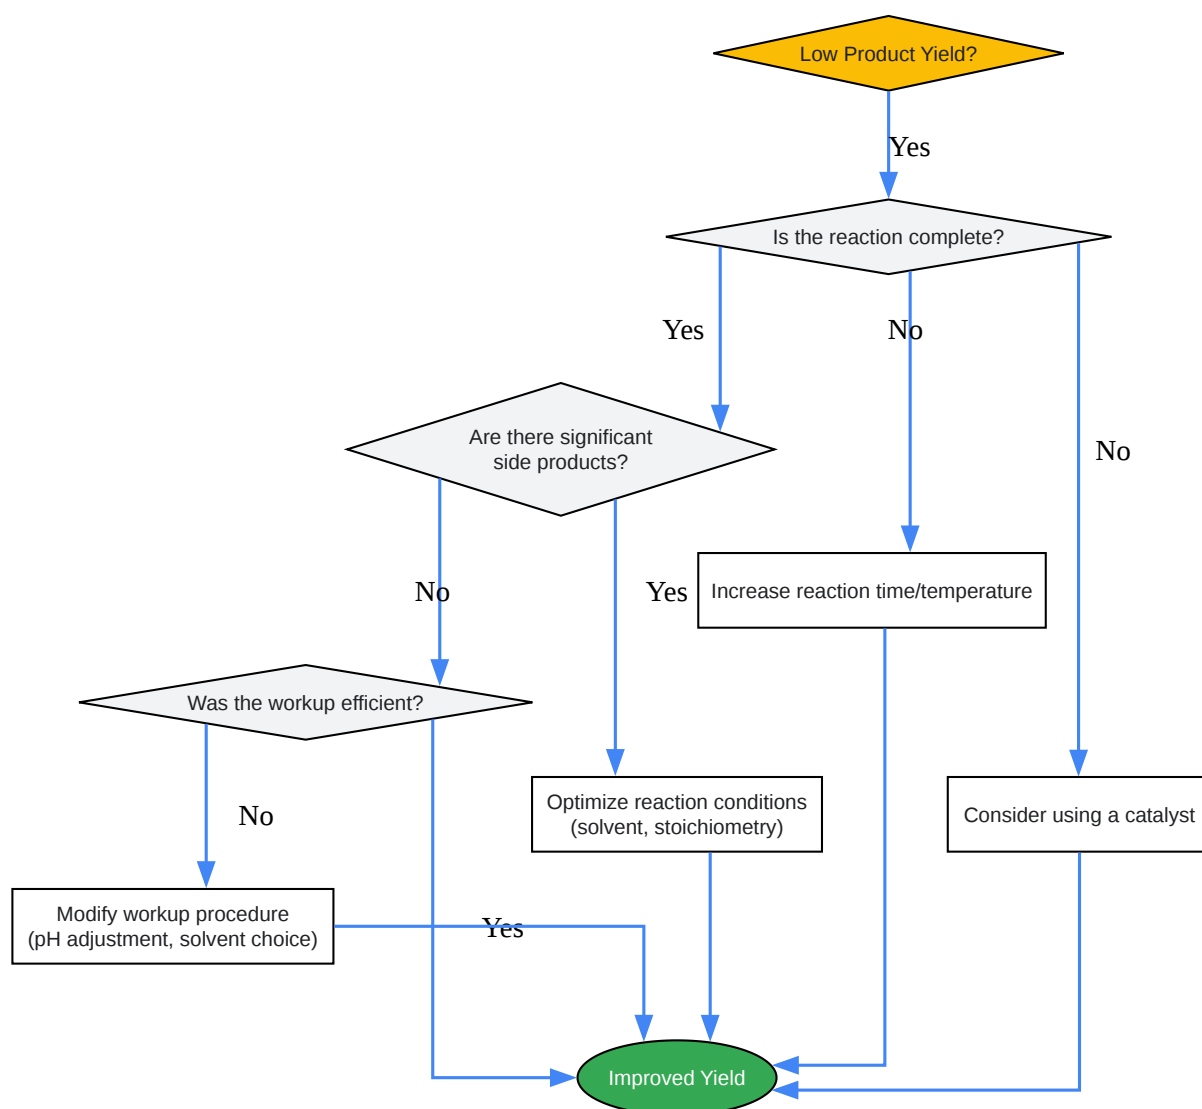 Low Product Yield?
Yes
Is the reaction complete?
Yes
No
Are there significant
side products?
No
Increase reaction time/temperature
No
Yes
Was the workup efficient?
Optimize reaction conditions
(solvent, stoichiometry)
Consider using a catalyst
No
Modify workup procedure
(pH adjustment, solvent choice)
Yes
Improved Yield